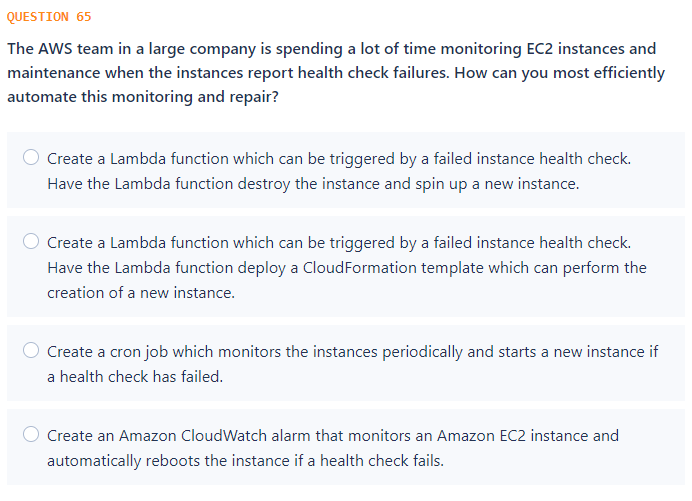 QUESTION 65
The AWS team in a large company is spending a lot of time monitoring EC2 instances and
maintenance when the instances report health check failures. How can you most efficiently
automate this monitoring and repair?
Create a Lambda function which can be triggered by a failed instance health check.
Have the Lambda function destroy the instance and spin up a new instance.
Create a Lambda function which can be triggered by a failed instance health check.
Have the Lambda function deploy a CloudFormation template which can perform the
creation of a new instance.
Create a cron job which monitors the instances periodically and starts a new instance if
a health check has failed.
Create an Amazon CloudWatch alarm that monitors an Amazon EC2 instance and
automatically reboots the instance if a health check fails.